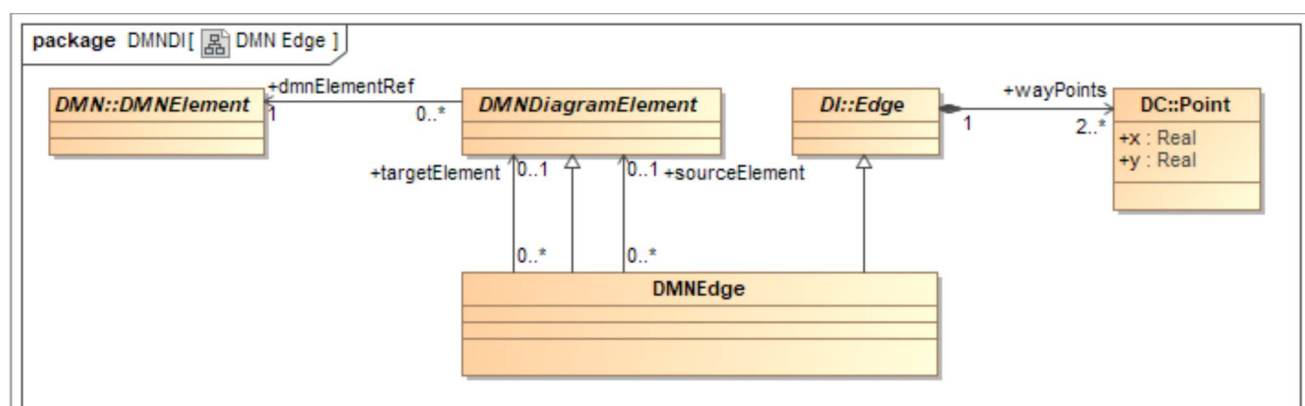 package DMNDI[ DMN Edge ]
DMN::DMNElement
+dmnElementRef
1
0..*
DMNDiagramElement
DI::Edge
1
+wayPoints
2..*
DC::Point
+x : Real
+y : Real
+targetElement
0..1
0..1
+sourceElement
0..*
0..*
DMNEdge